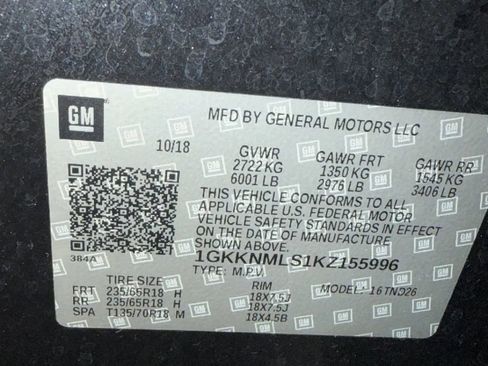 GM
MFD BY GENERAL MOTORS LLC
10/18
GVWR GAWR FRT GAWR RR
2722 KG 1350 KG 1545 KG
6001 LB 2976 LB 3406 LB
THIS VEHICLE CONFORMS TO ALL
APPLICABLE U.S. FEDERAL MOTOR
VEHICLE SAFETY STANDARDS IN EFFECT
ON THE DATE OF MANUFACTURE
SHOWN ABOVE.
384A
1GKKNMLS1KZ155996
TYPE: M.P.V.
TIRE SIZE RIM MODEL: 16TND26
FRT 235/65R18 H 18X7.5J
RR 235/65R18 H 18X7.5J
SPA T135/70R18 M 18X4.5B